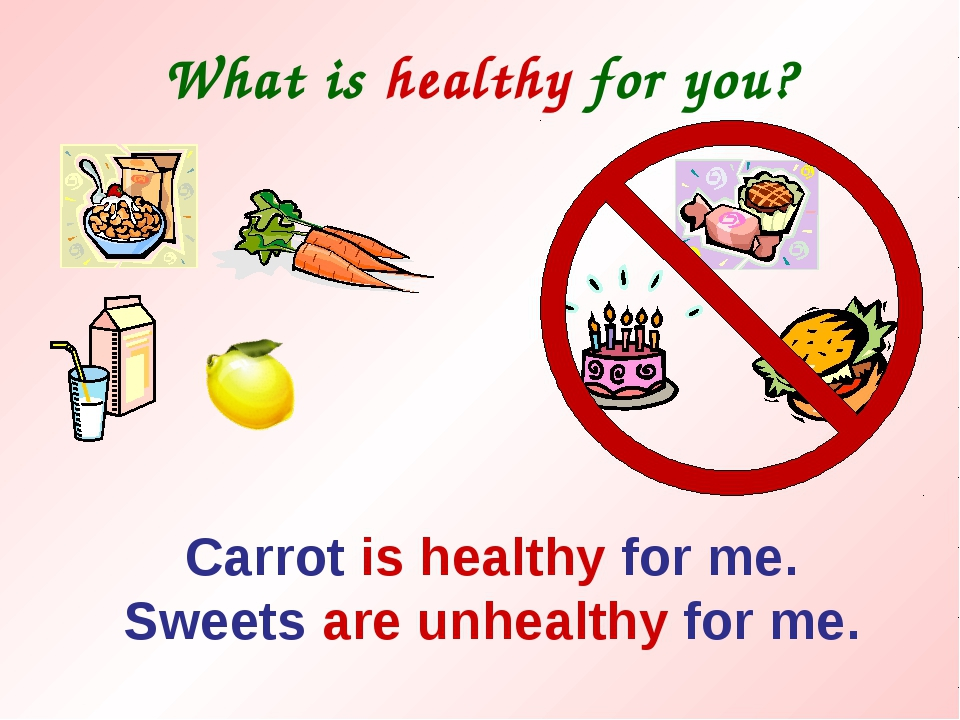 What is healthy for you?
Carrot is healthy for me.
Sweets are unhealthy for me.